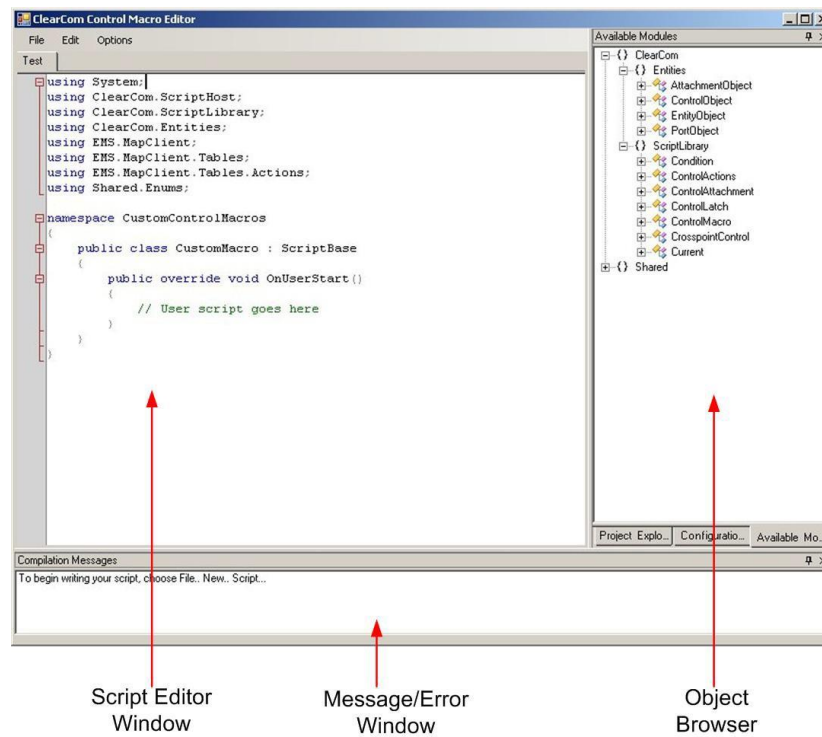 ClearCom Control Macro Editor
File Edit Options
Test
using System;
using ClearCom.ScriptHost;
using ClearCom.ScriptLibrary;
using ClearCom.Entities;
using EMS.MapClient;
using EMS.MapClient.Tables;
using EMS.MapClient.Tables.Actions;
using Shared.Enums;
namespace CustomControlMacros
{
public class CustomMacro : ScriptBase
{
public override void OnUserStart()
{
// User script goes here
}
}
}
Available Modules
{} ClearCom
{} Entities
AttachmentObject
ControlObject
EntityObject
PortObject
{} ScriptLibrary
Condition
ControlActions
ControlAttachment
ControlLatch
ControlMacro
CrosspointControl
Current
{} Shared
Project Explo... Configuratio... Available Mo...
Compilation Messages
To begin writing your script, choose File.. New.. Script...
Script Editor
Window
Message/Error
Window
Object
Browser